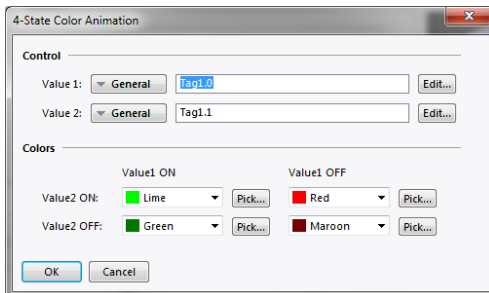 4-State Color Animation
Control
Value 1: General Tag1.0 Edit...
Value 2: General Tag1.1 Edit...
Colors
Value1 ON Value1 OFF
Value2 ON: Lime Pick... Red Pick...
Value2 OFF: Green Pick... Maroon Pick...
OK Cancel